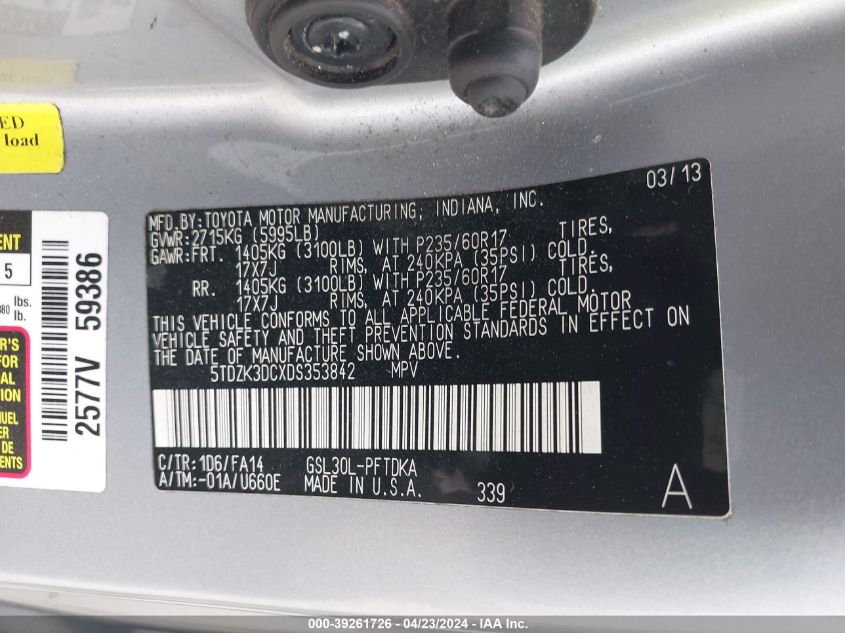 ED
load
ENT
5
380 lbs.
lb.
R'S
FOR
AL
ION
UEL
ER
DE
ENTS
2577V 59386
03/13
MFD.BY:TOYOTA MOTOR MANUFACTURING, INDIANA, INC.
GVWR:2715KG (5995LB)
GAWR:FRT. 1405KG (3100LB) WITH P235/60R17 TIRES,
17X7J RIMS, AT 240KPA (35PSI) COLD.
RR. 1405KG (3100LB) WITH P235/60R17 TIRES,
17X7J RIMS, AT 240KPA (35PSI) COLD.
THIS VEHICLE CONFORMS TO ALL APPLICABLE FEDERAL MOTOR
VEHICLE SAFETY AND THEFT PREVENTION STANDARDS IN EFFECT ON
THE DATE OF MANUFACTURE SHOWN ABOVE.
5TDZK3DCXDS353842 MPV
C/TR:1D6/FA14 GSL30L-PFTDKA
A/TM:-01A/U660E MADE IN U.S.A. 339 A
000-39261726 - 04/23/2024 - IAA Inc.